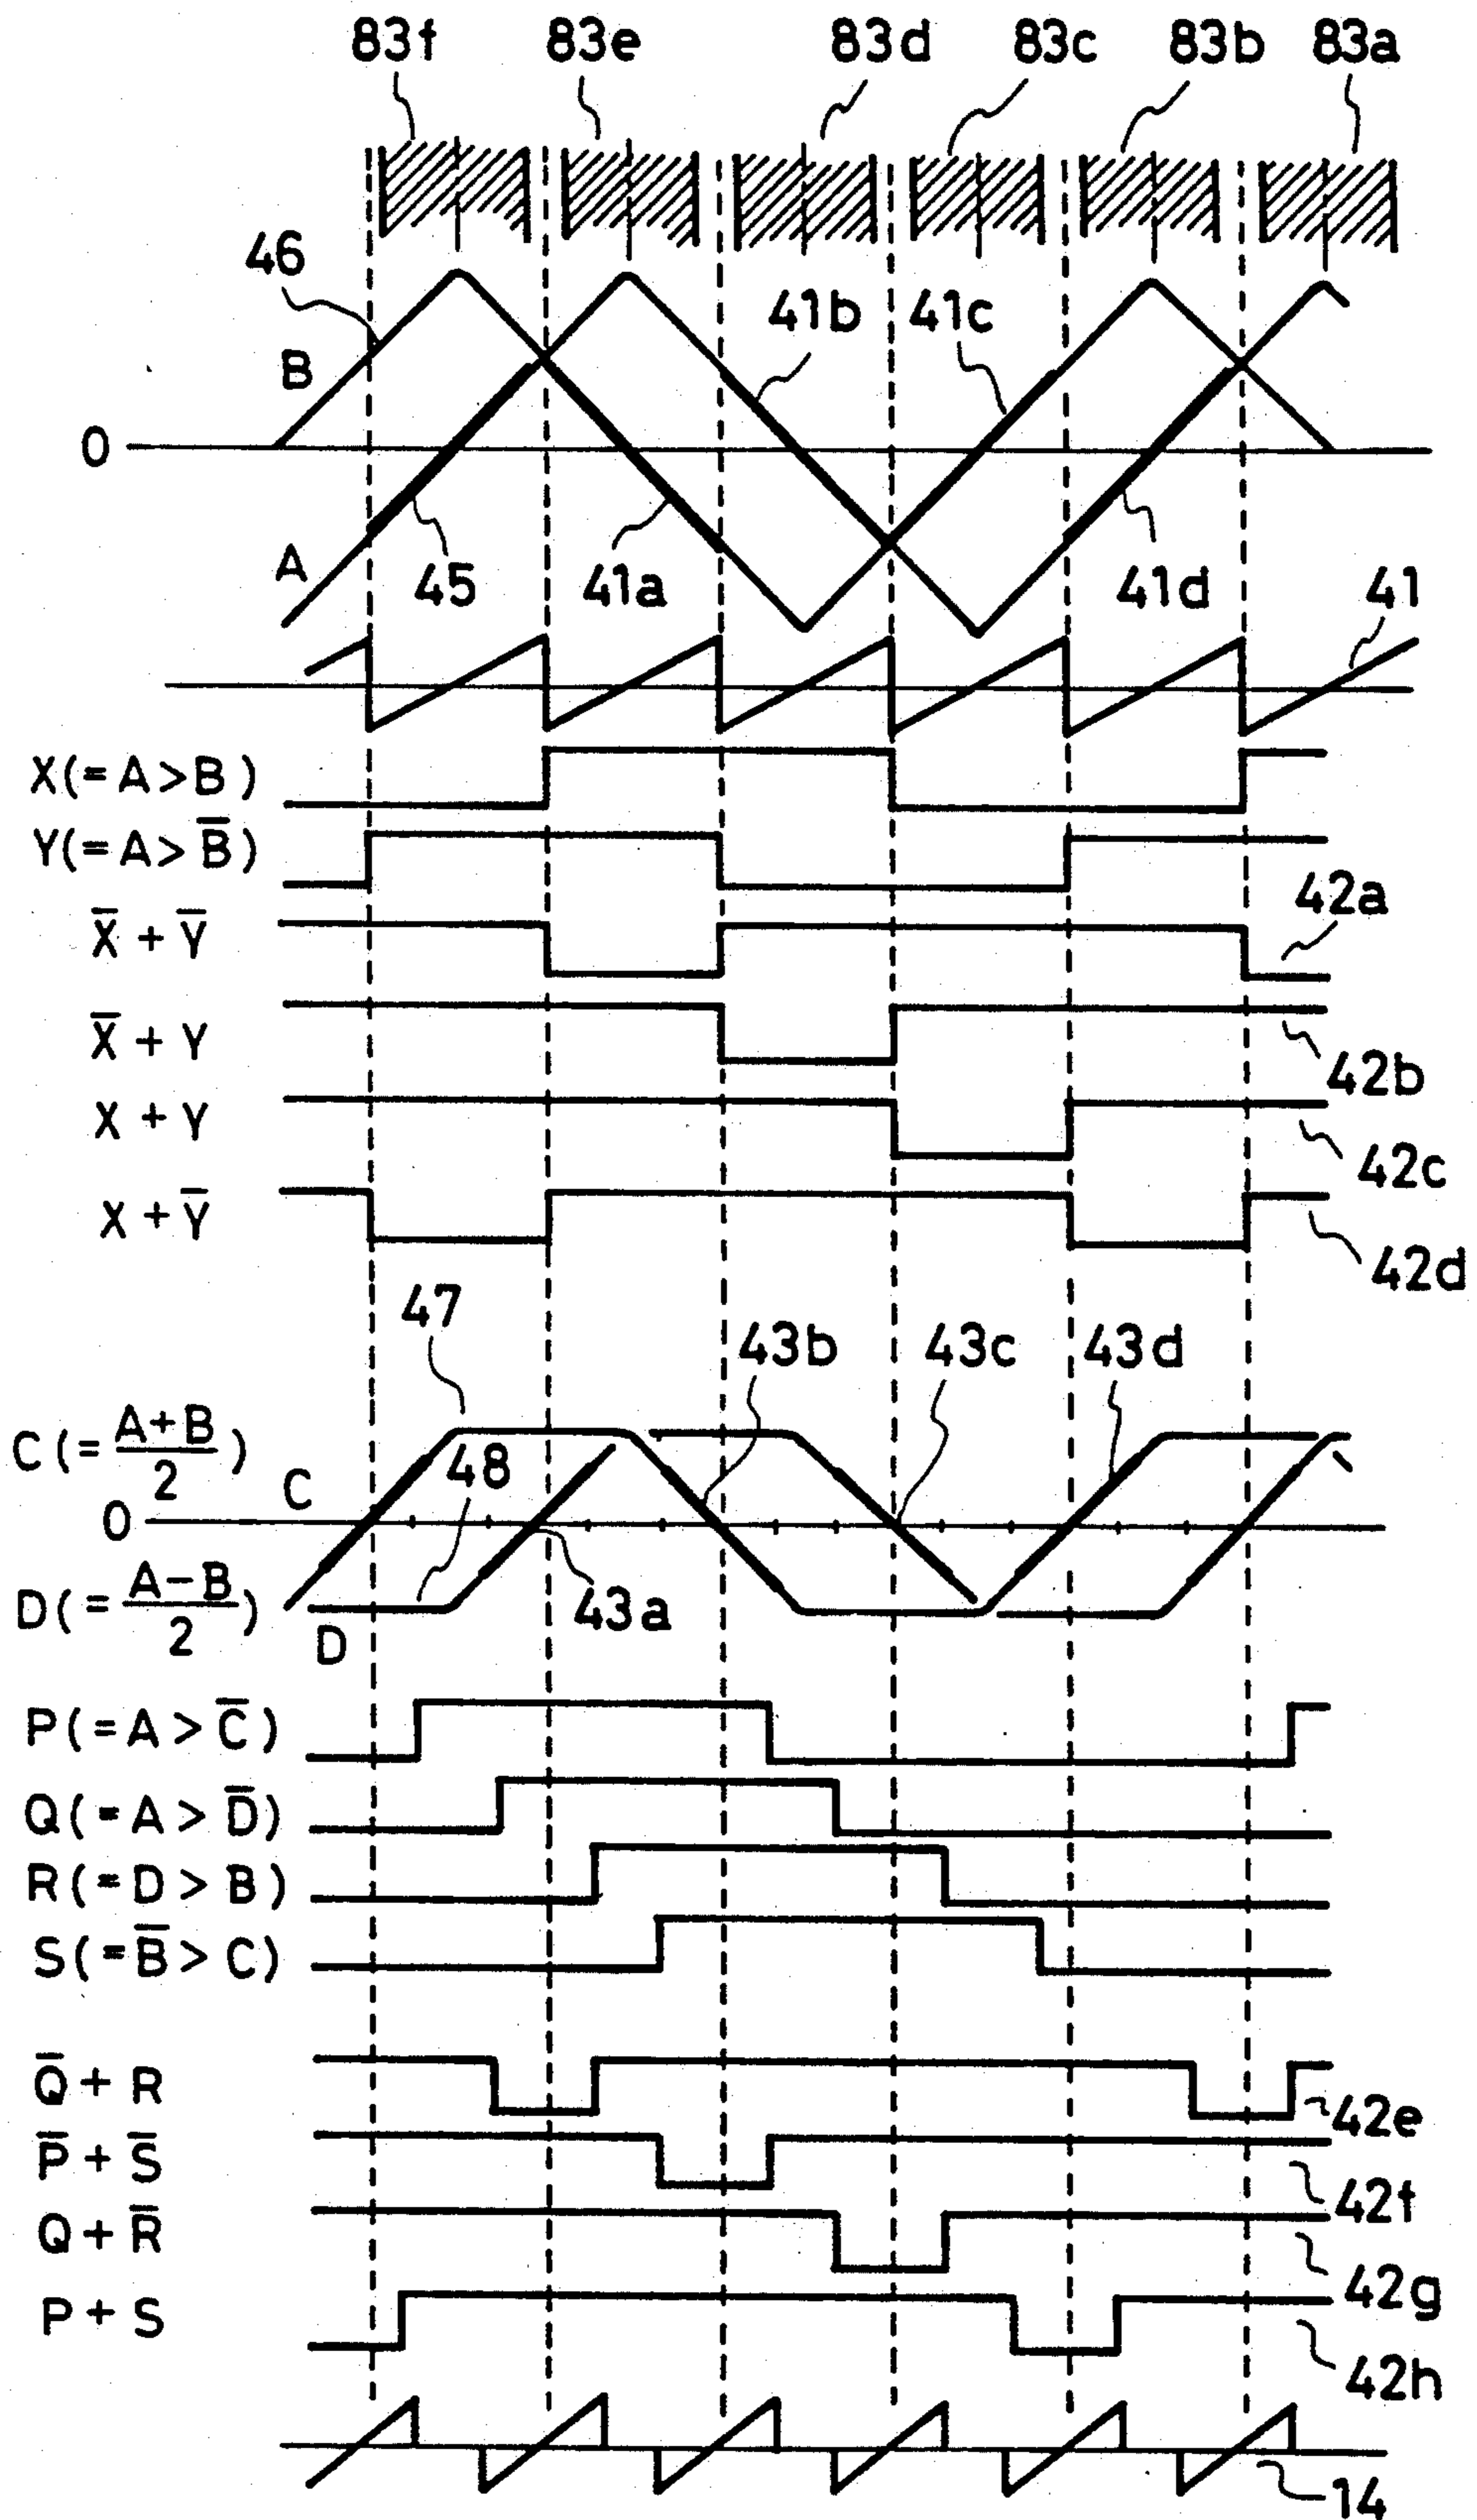 83f 83e 83d 83c 83b 83a
46
41b 41c
B
0
A
45 41a 41d 41
X(=A>B)
Y(=A>B̅)
42a
X̅+Y̅
X̅+Y
42b
X+Y
42c
X+Y̅
42d
47
43b 43c 43d
C(=A+B/2)
C
48
0
D(=A−B/2)
43a
D
P(=A>C̅)
Q(=A>D̅)
R(=D>B)
S(=B̅>C)
Q̅+R
42e
P̅+S̅
42f
Q+R̅
42g
P+S
42h
14